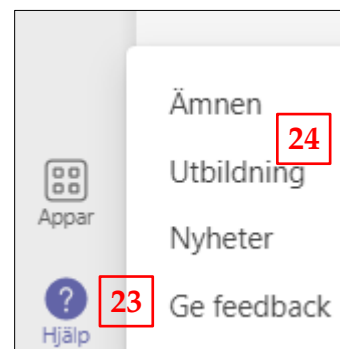 Ämnen
24
Utbildning
Appar
Nyheter
23
Ge feedback
Hjälp